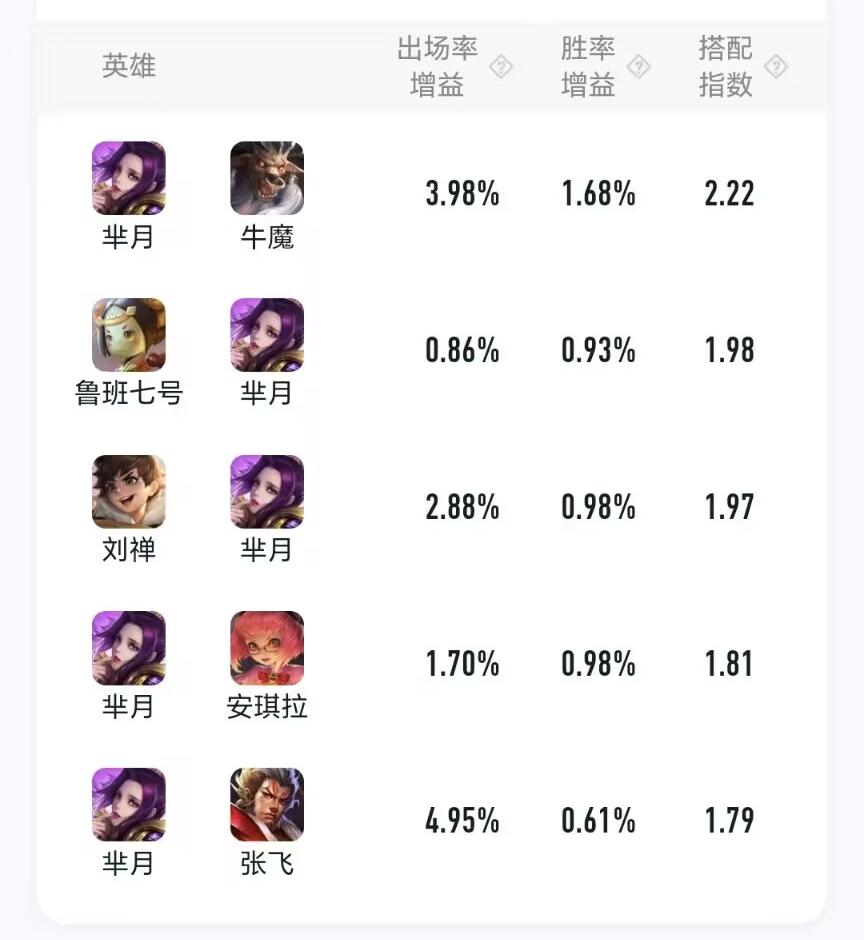 英雄
出场率增益
胜率增益
搭配指数
芈月 牛魔 3.98% 1.68% 2.22
鲁班七号 芈月 0.86% 0.93% 1.98
刘禅 芈月 2.88% 0.98% 1.97
芈月 安琪拉 1.70% 0.98% 1.81
芈月 张飞 4.95% 0.61% 1.79